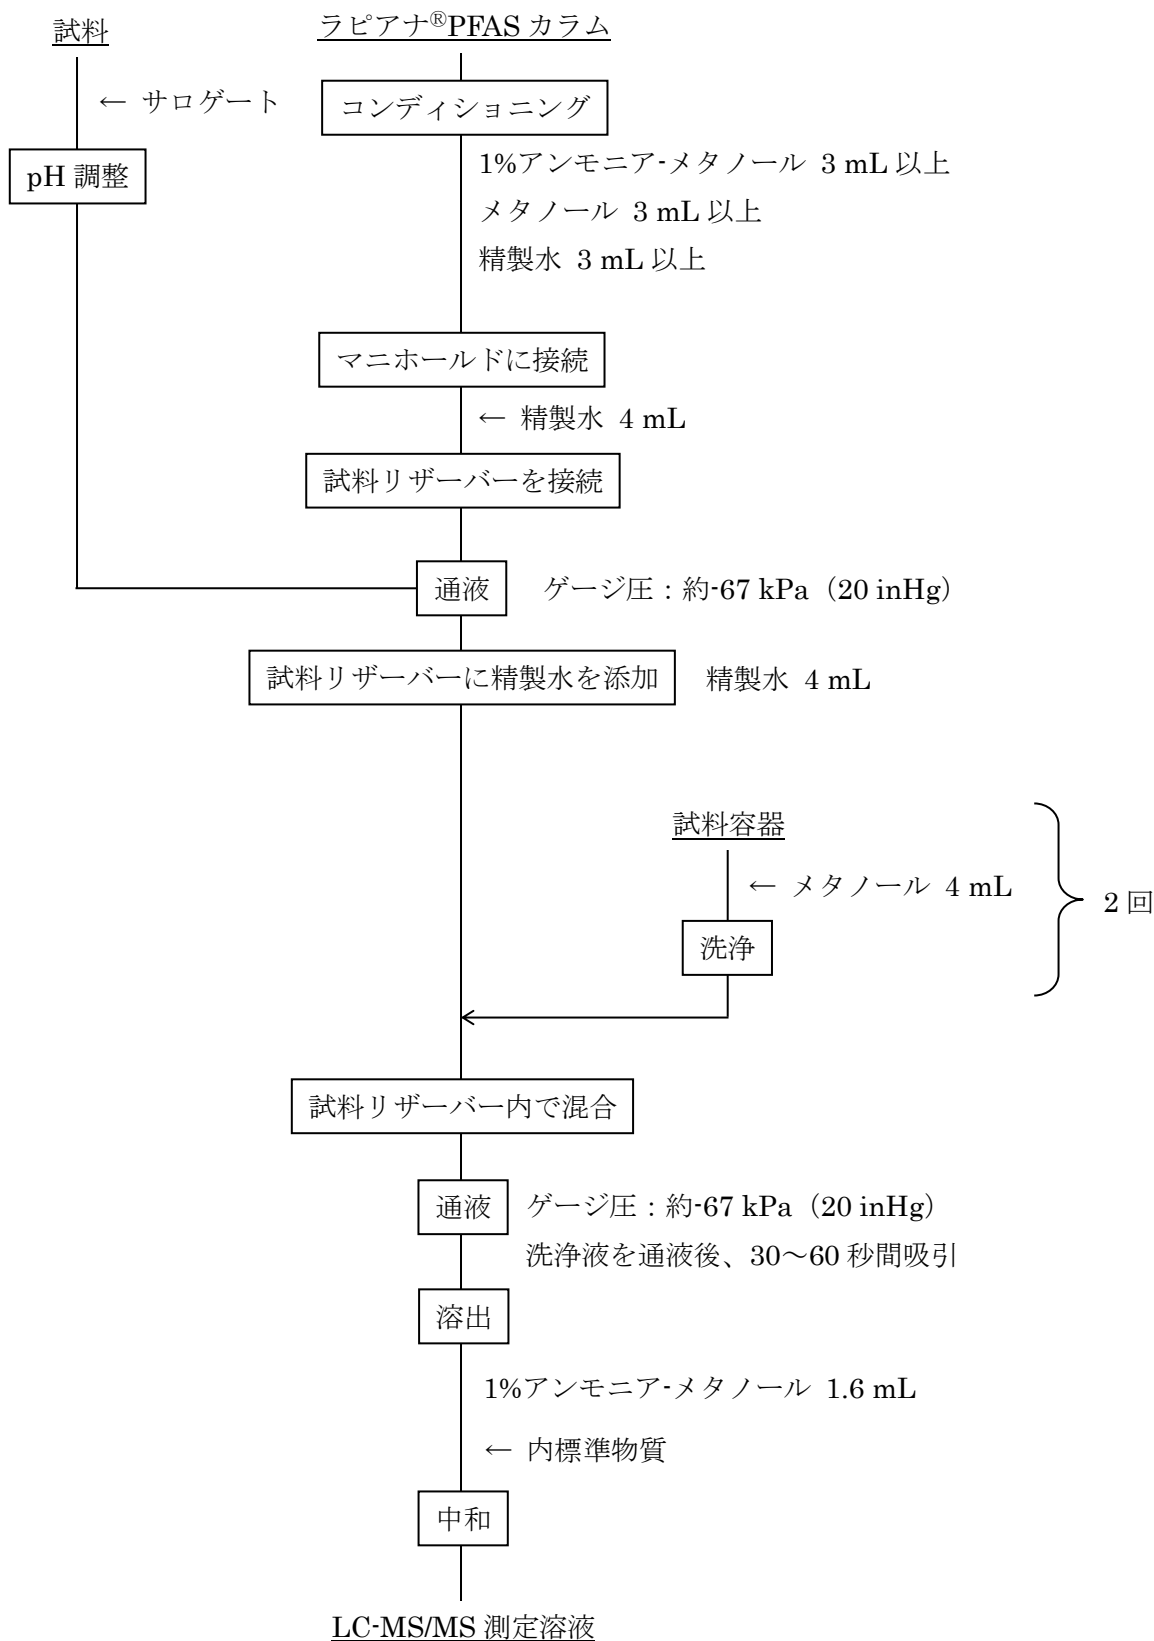 試料
ラピアナ®PFAS カラム
← サロゲート
コンディショニング
pH 調整
1%アンモニア-メタノール 3 mL 以上
メタノール 3 mL 以上
精製水 3 mL 以上
マニホールドに接続
← 精製水 4 mL
試料リザーバーを接続
通液
ゲージ圧：約-67 kPa（20 inHg）
試料リザーバーに精製水を添加
精製水 4 mL
試料容器
← メタノール 4 mL
2 回
洗浄
試料リザーバー内で混合
通液
ゲージ圧：約-67 kPa（20 inHg）
洗浄液を通液後、30～60 秒間吸引
溶出
1%アンモニア-メタノール 1.6 mL
← 内標準物質
中和
LC-MS/MS 測定溶液